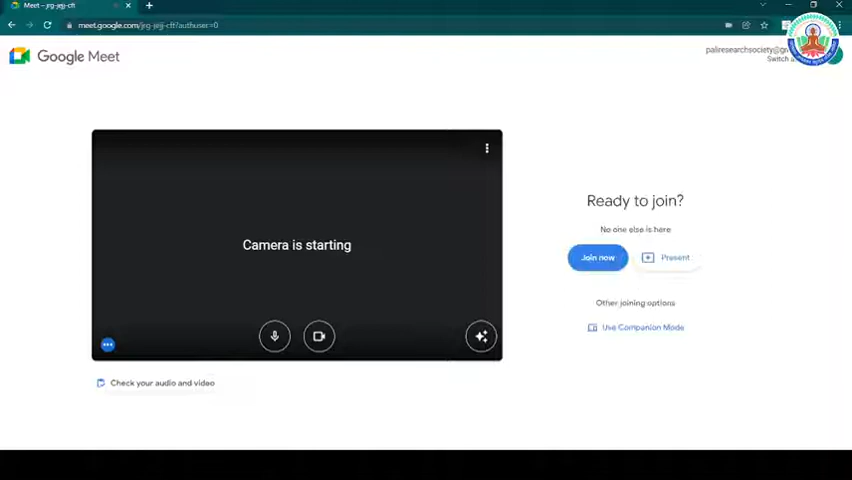 Meet – jrg-jejj-cft
meet.google.com/jrg-jejj-cft?authuser=0
Google Meet
Camera is starting
Check your audio and video
Ready to join?
No one else is here
Join now
Present
Other joining options
Use Companion Mode